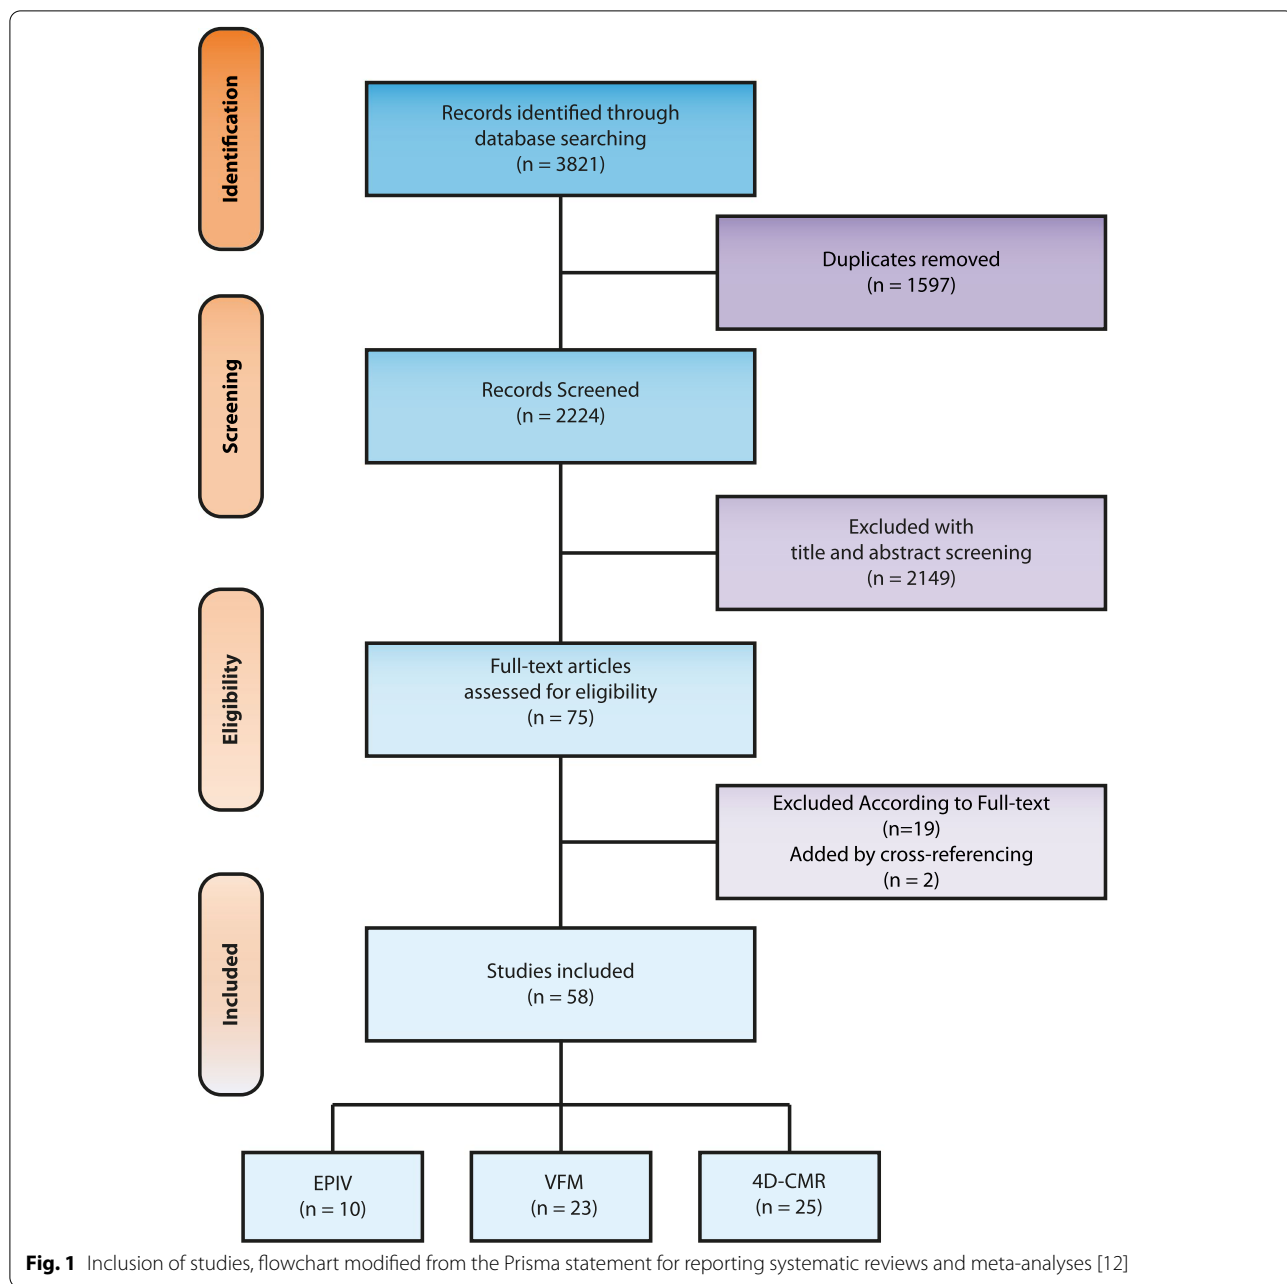 Identification
Records identified through
database searching
(n = 3821)
Duplicates removed
(n = 1597)
Screening
Records Screened
(n = 2224)
Excluded with
title and abstract screening
(n = 2149)
Eligibility
Full-text articles
assessed for eligibility
(n = 75)
Excluded According to Full-text
(n=19)
Added by cross-referencing
(n = 2)
Included
Studies included
(n = 58)
EPIV
(n = 10)
VFM
(n = 23)
4D-CMR
(n = 25)
Fig. 1 Inclusion of studies, flowchart modified from the Prisma statement for reporting systematic reviews and meta-analyses [12]